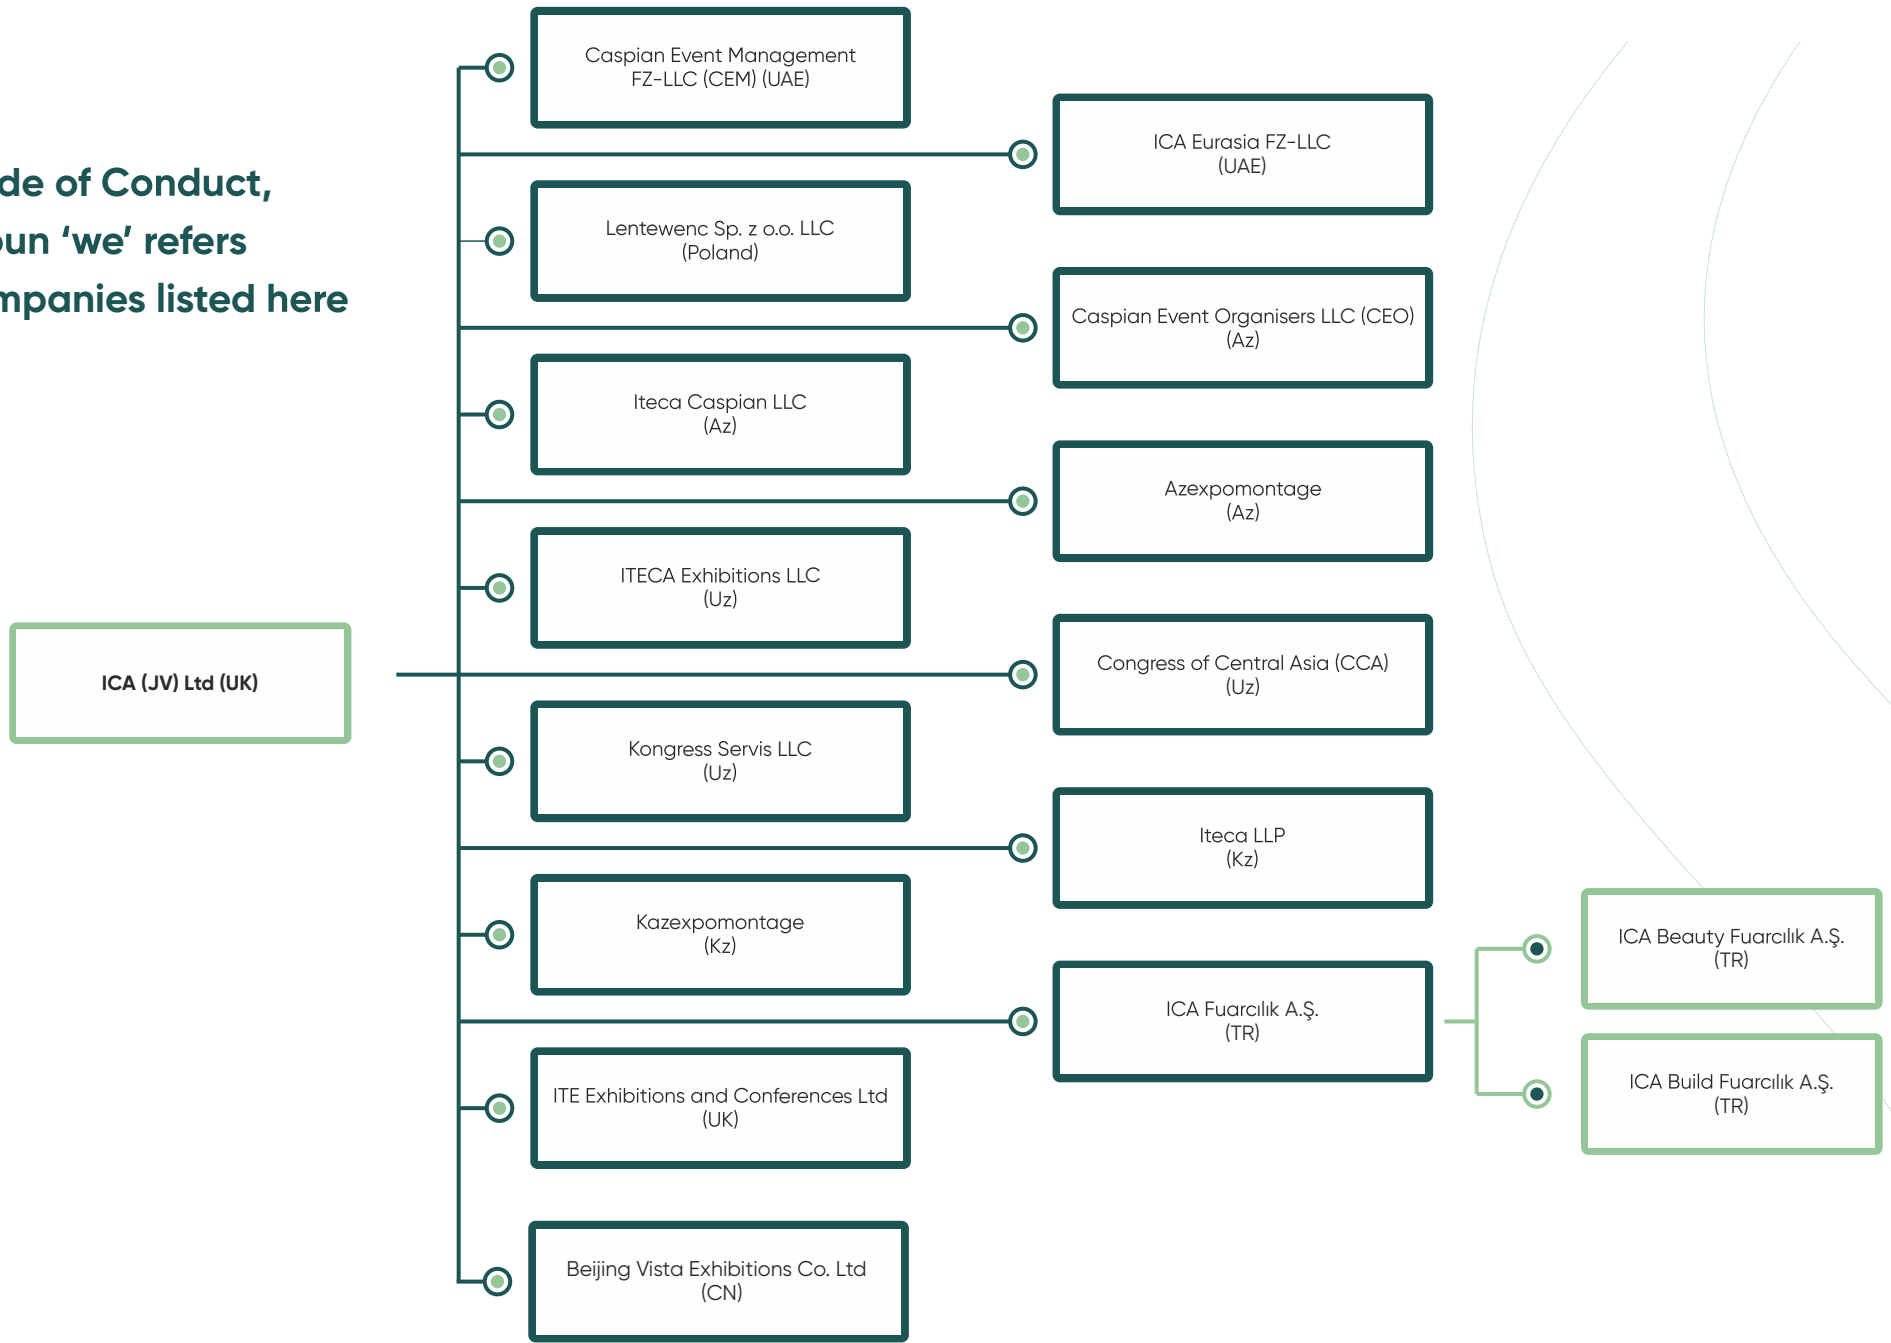 de of Conduct,
oun ‘we’ refers
mpanies listed here
ICA (JV) Ltd (UK)
Caspian Event Management
FZ-LLC (CEM) (UAE)
ICA Eurasia FZ-LLC
(UAE)
Lentewenc Sp. z o.o. LLC
(Poland)
Caspian Event Organisers LLC (CEO)
(Az)
Iteca Caspian LLC
(Az)
Azexpomontage
(Az)
ITECA Exhibitions LLC
(Uz)
Congress of Central Asia (CCA)
(Uz)
Kongress Servis LLC
(Uz)
Iteca LLP
(Kz)
Kazexpomontage
(Kz)
ICA Fuarcılık A.Ş.
(TR)
ICA Beauty Fuarcılık A.Ş.
(TR)
ICA Build Fuarcılık A.Ş.
(TR)
ITE Exhibitions and Conferences Ltd
(UK)
Beijing Vista Exhibitions Co. Ltd
(CN)